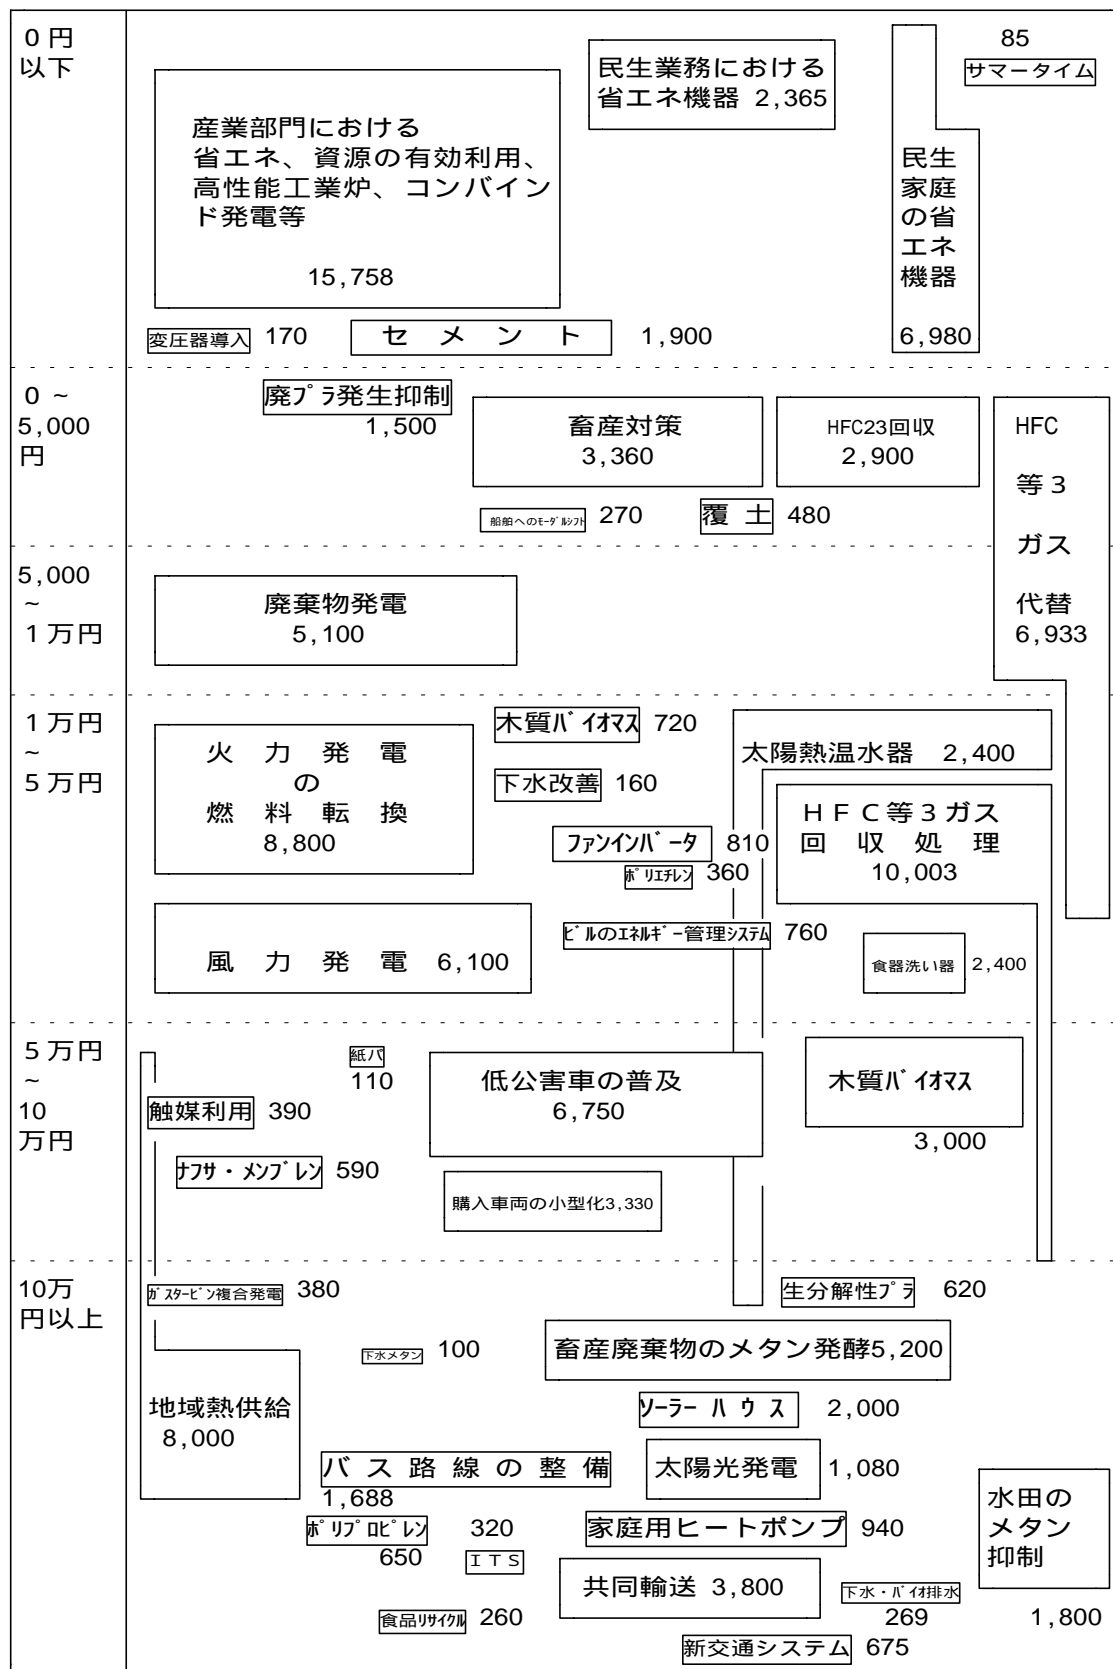 0円
以下
85
サマータイム
民生業務における
省エネ機器 2,365
産業部門における
省エネ、資源の有効利用、
高性能工業炉、コンバイン
ド発電等
15,758
民生
家庭
の省
エネ
機器
6,980
変圧器導入 170
セメント 1,900
0~
5,000
円
廃プラ発生抑制
1,500
畜産対策
3,360
HFC23回収
2,900
HFC
等3
ガス
代替
6,933
船舶へのモーダルシフト 270
覆土 480
5,000
~
1万円
廃棄物発電
5,100
1万円
~
5万円
火力発電
の
燃料転換
8,800
木質バイオマス 720
下水改善 160
太陽熱温水器 2,400
HFC等3ガス
回収処理
10,003
ファンインバータ 810
ポリエチレン 360
ビルのエネルギー管理システム 760
風力発電 6,100
食器洗い器 2,400
5万円
~
10
万円
紙パ
110
触媒利用 390
低公害車の普及
6,750
木質バイオマス
3,000
ナフサ・メンブレン 590
購入車両の小型化3,330
10万
円以上
ガスタービン複合発電 380
生分解性プラ 620
下水メタン 100
畜産廃棄物のメタン発酵5,200
地域熱供給
8,000
ソーラーハウス 2,000
バス路線の整備
1,688
太陽光発電 1,080
水田の
メタン
抑制
1,800
ポリプロピレン 320
650
ITS
家庭用ヒートポンプ 940
共同輸送 3,800
下水・バイオ排水
269
食品リサイクル 260
新交通システム 675